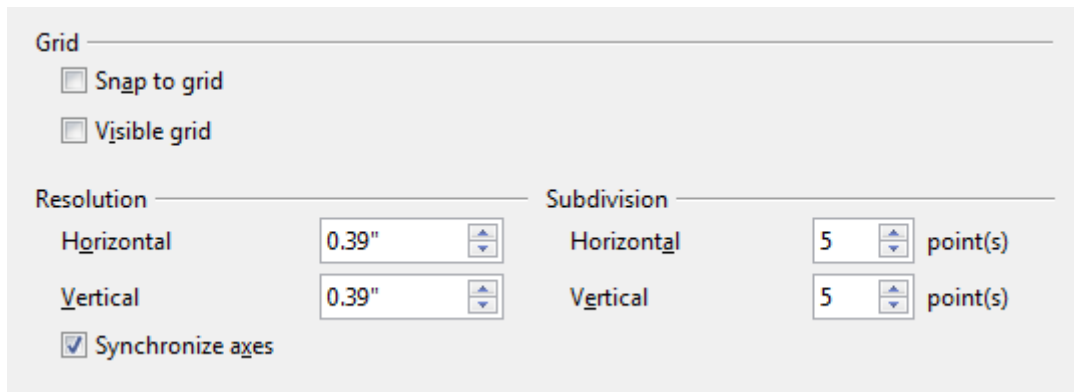 Grid
Snap to grid
Visible grid
Resolution
Horizontal 0.39"
Vertical 0.39"
Synchronize axes
Subdivision
Horizontal 5 point(s)
Vertical 5 point(s)